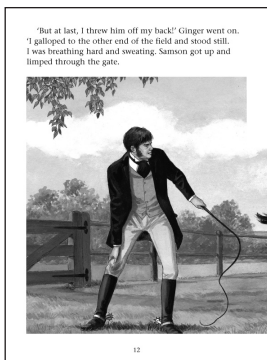 ‘But at last, I threw him off my back!’ Ginger went on.
‘I galloped to the other end of the field and stood still.
I was breathing hard and sweating. Samson got up and
limped through the gate.
12